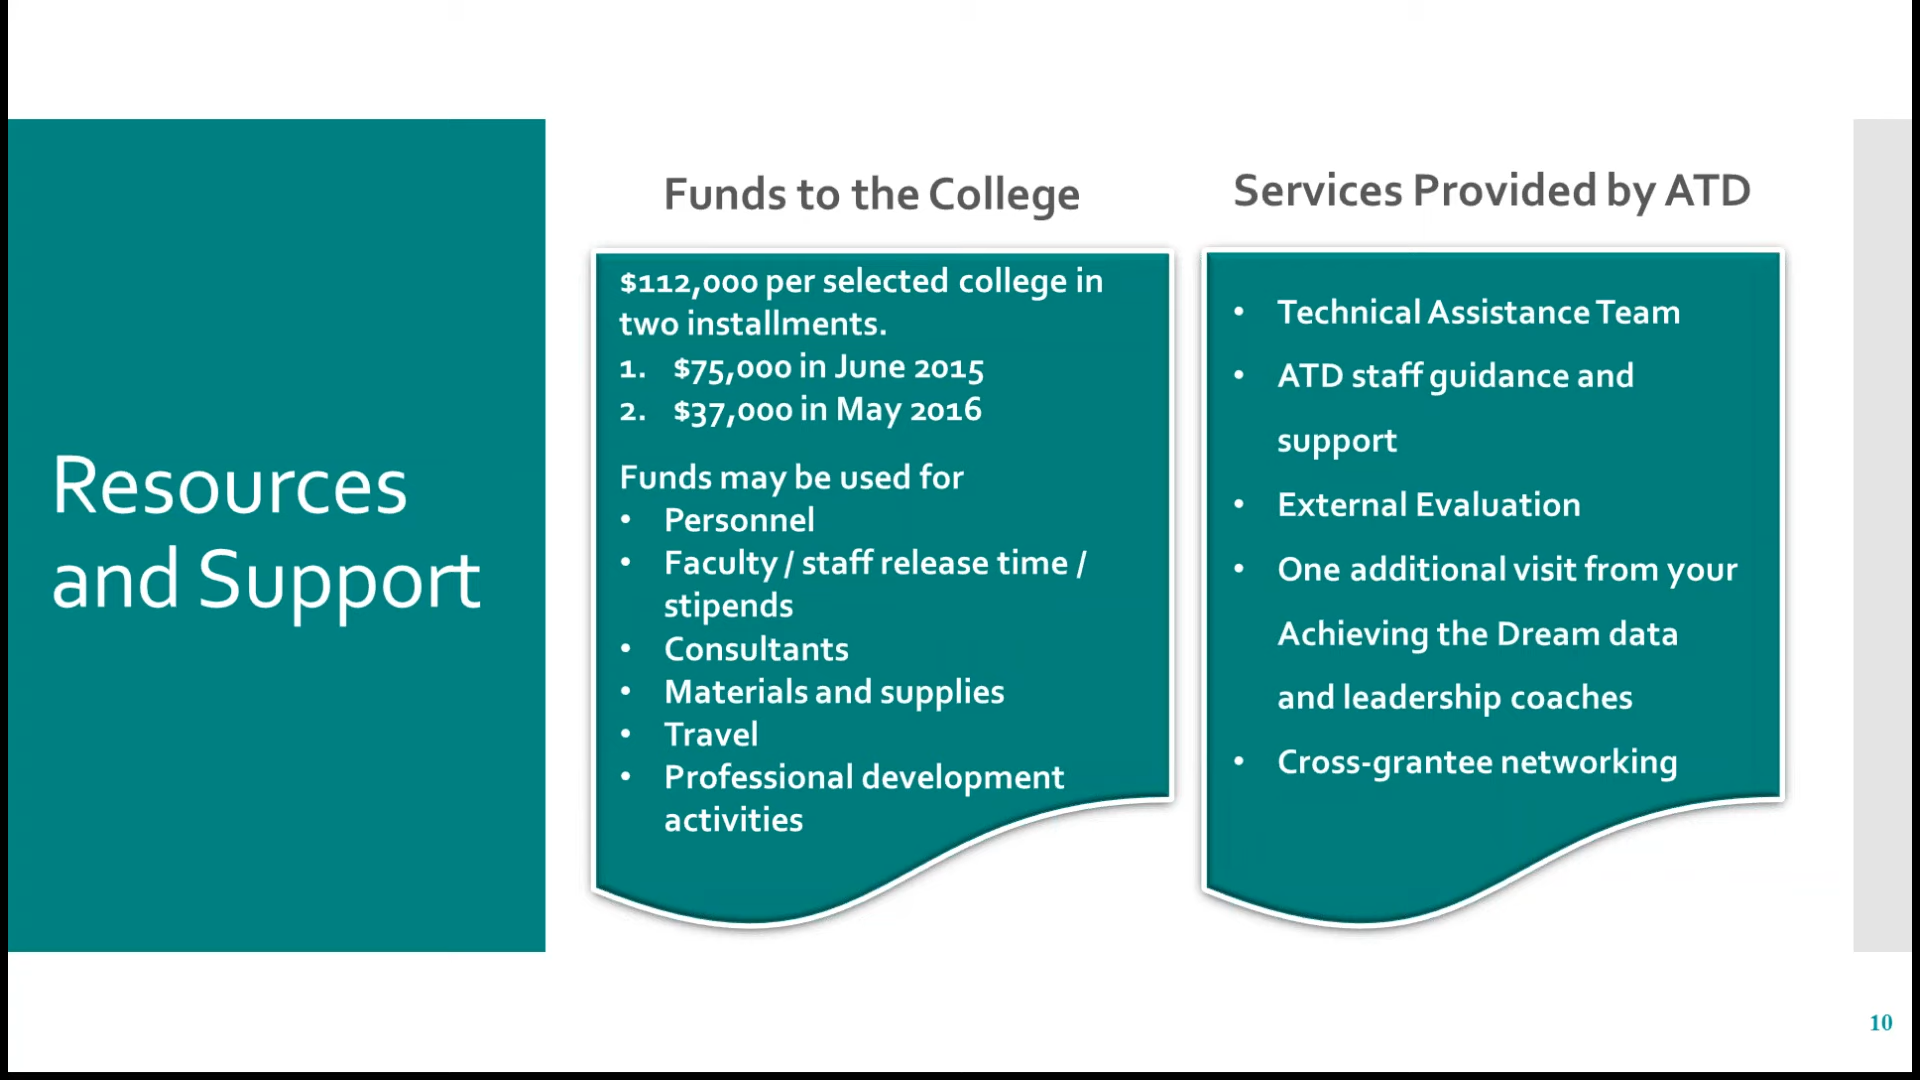 Resources
and Support
Funds to the College
$112,000 per selected college in
two installments.
1. $75,000 in June 2015
2. $37,000 in May 2016
Funds may be used for
• Personnel
• Faculty / staff release time /
stipends
• Consultants
• Materials and supplies
• Travel
• Professional development
activities
Services Provided by ATD
• Technical Assistance Team
• ATD staff guidance and
support
• External Evaluation
• One additional visit from your
Achieving the Dream data
and leadership coaches
• Cross-grantee networking
10